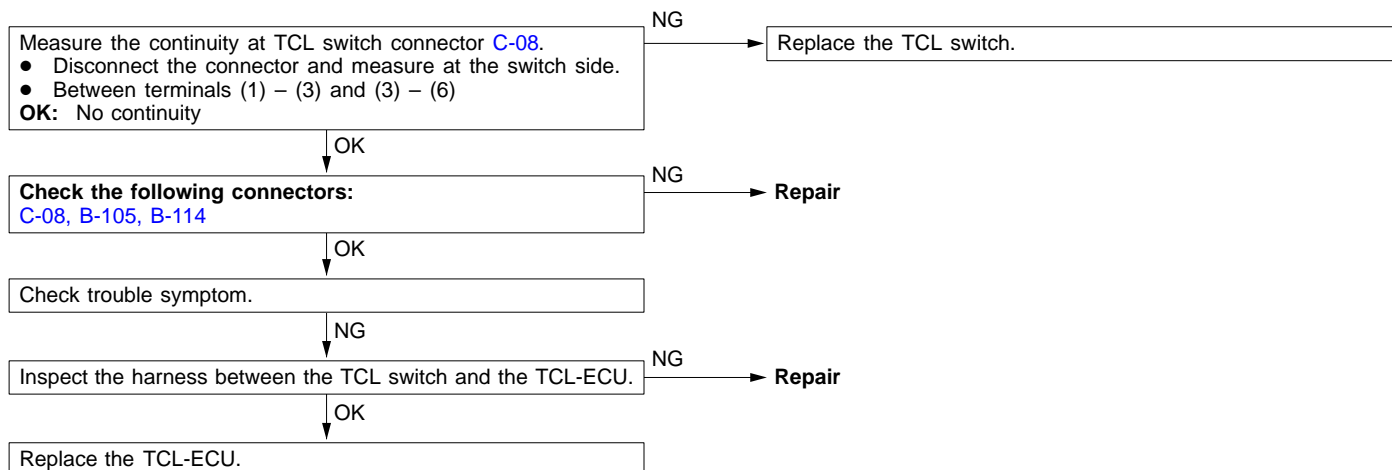 NG
Measure the continuity at TCL switch connector C-08.
● Disconnect the connector and measure at the switch side.
● Between terminals (1) – (3) and (3) – (6)
OK: No continuity
Replace the TCL switch.
OK
NG
Check the following connectors:
C-08, B-105, B-114
Repair
OK
Check trouble symptom.
NG
NG
Inspect the harness between the TCL switch and the TCL-ECU.
Repair
OK
Replace the TCL-ECU.